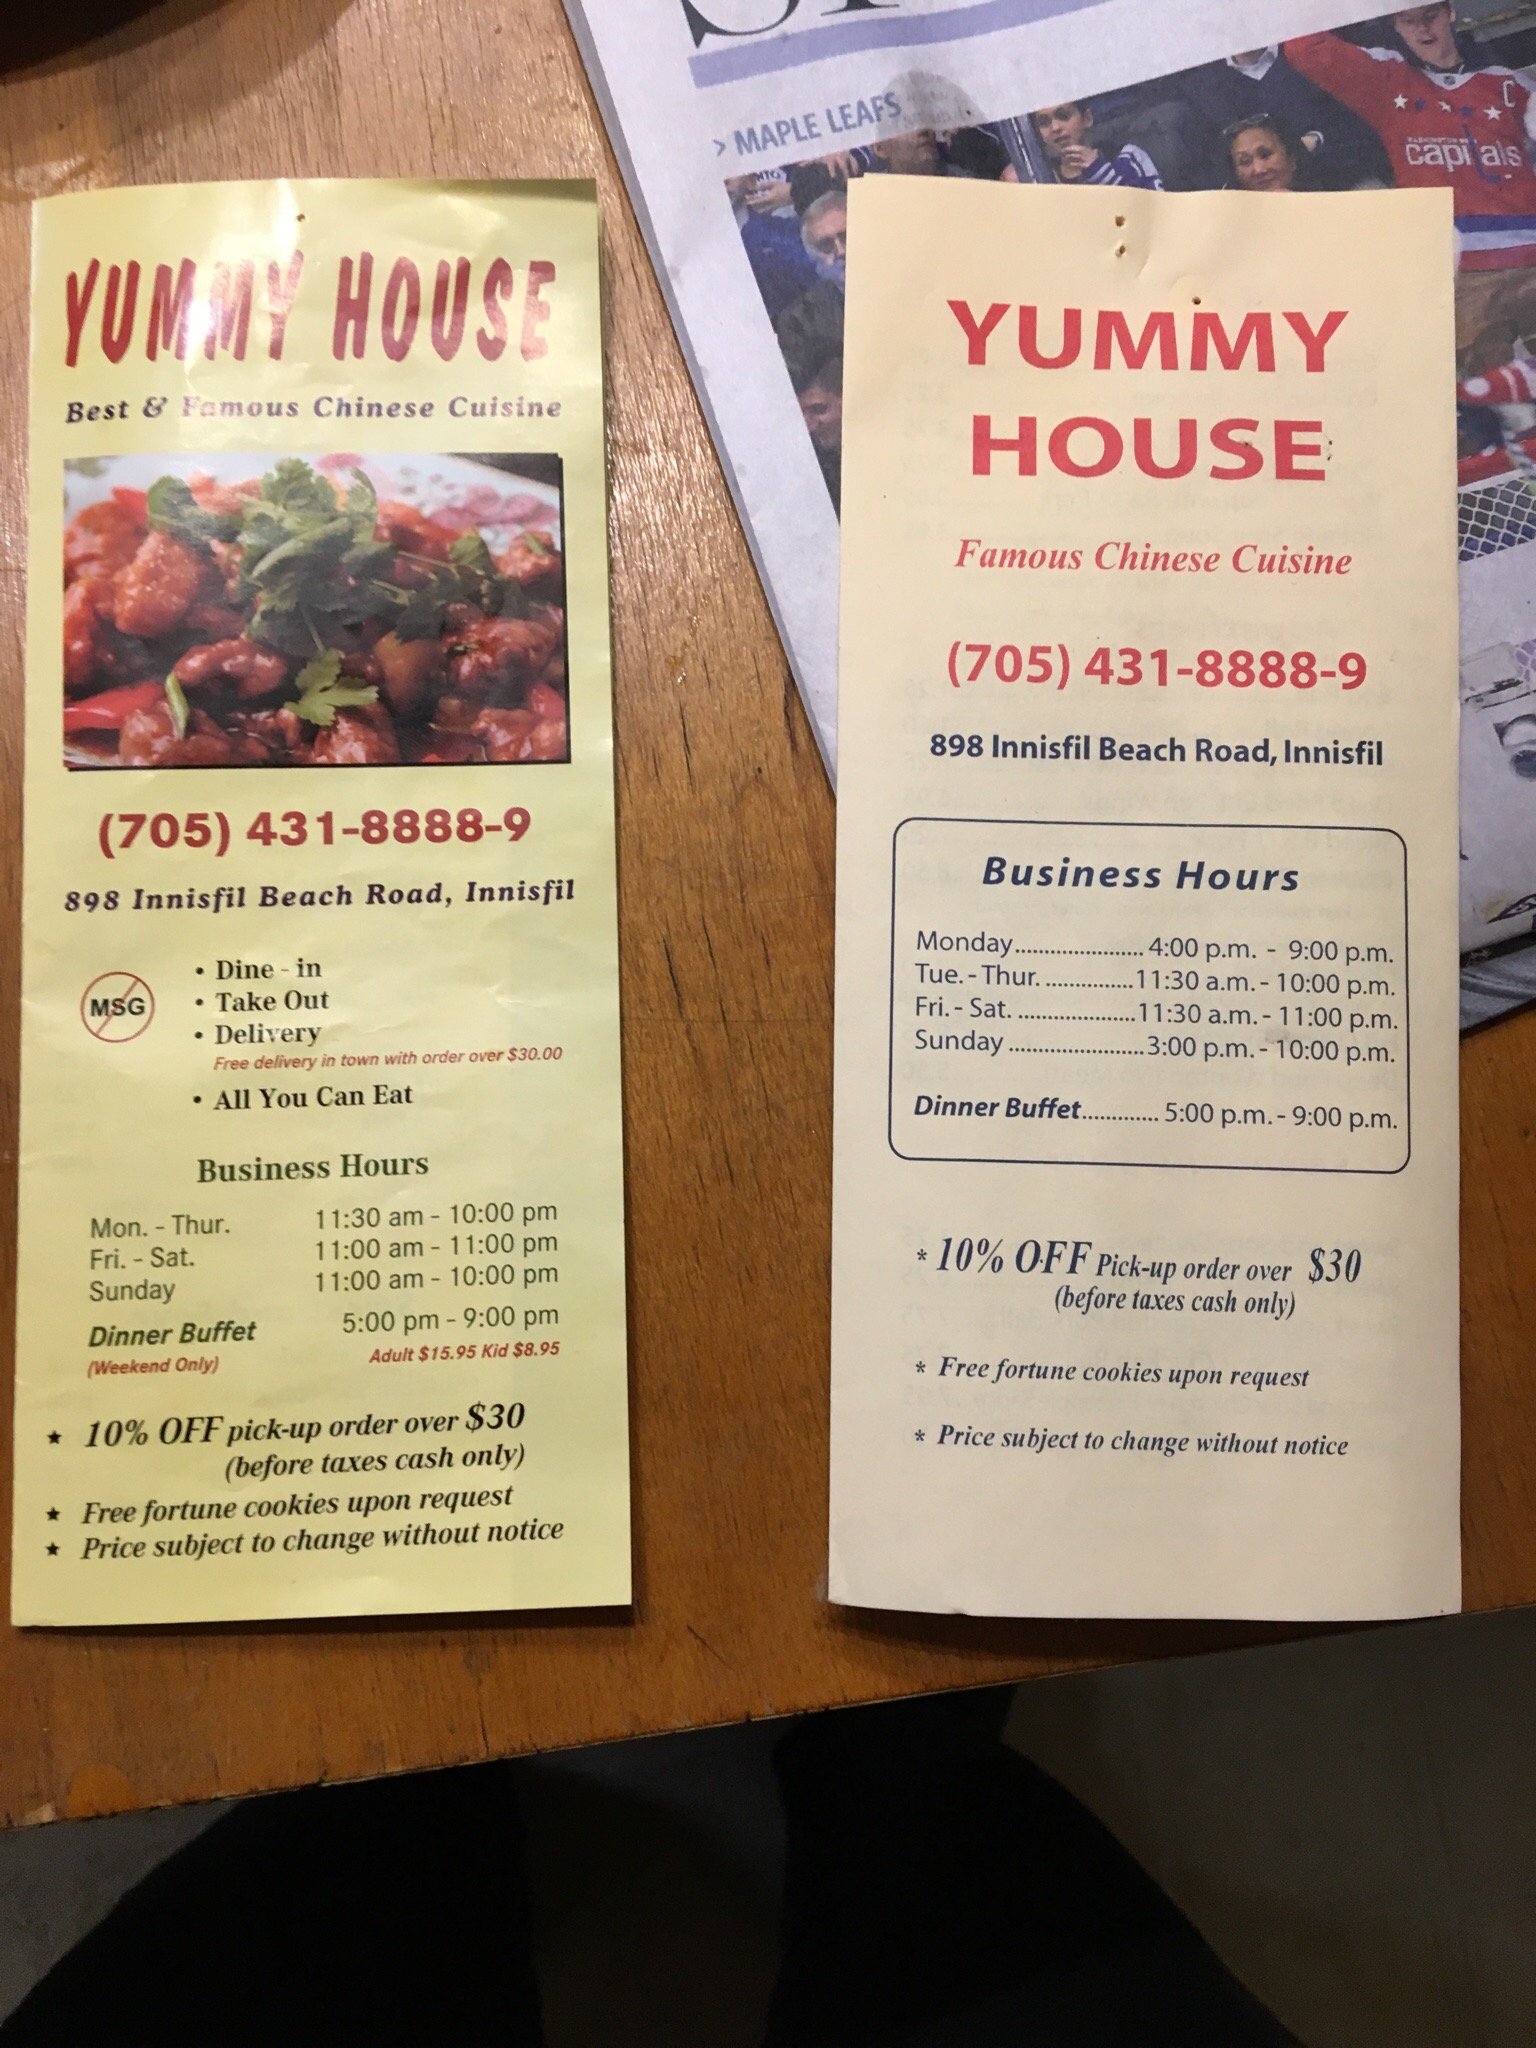 YUMMY HOUSE
Best & Famous Chinese Cuisine
(705) 431-8888-9
898 Innisfil Beach Road, Innisfil
MSG
• Dine - in
• Take Out
• Delivery
Free delivery in town with order over $30.00
• All You Can Eat
Business Hours
Mon. - Thur. 11:30 am - 10:00 pm
Fri. - Sat. 11:00 am - 11:00 pm
Sunday 11:00 am - 10:00 pm
Dinner Buffet 5:00 pm - 9:00 pm
(Weekend Only) Adult $15.95 Kid $8.95
★ 10% OFF pick-up order over $30
(before taxes cash only)
★ Free fortune cookies upon request
★ Price subject to change without notice
> MAPLE LEAFS
C
WASHINGTON
capitals
YUMMY
HOUSE
Famous Chinese Cuisine
(705) 431-8888-9
898 Innisfil Beach Road, Innisfil
Business Hours
Monday....................... 4:00 p.m. - 9:00 p.m.
Tue. - Thur. ................11:30 a.m. - 10:00 p.m.
Fri. - Sat. .....................11:30 a.m. - 11:00 p.m.
Sunday ........................3:00 p.m. - 10:00 p.m.
Dinner Buffet............. 5:00 p.m. - 9:00 p.m.
* 10% OFF Pick-up order over $30
(before taxes cash only)
* Free fortune cookies upon request
* Price subject to change without notice